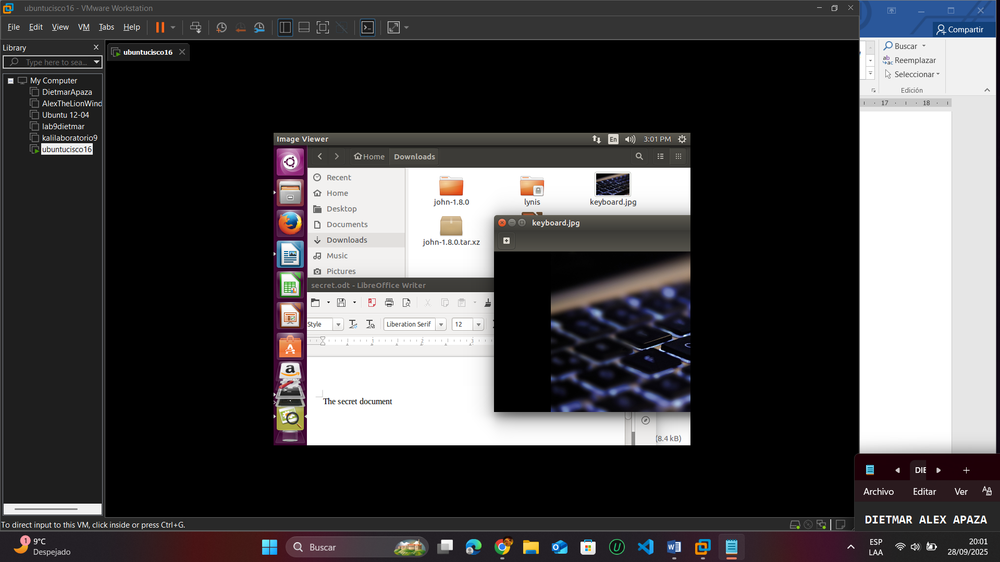 ubuntucisco16 - VMware Workstation
File Edit View VM Tabs Help
Compartir
Library
ubuntucisco16
Type here to sea...
My Computer
DietmarApaza
AlexTheLionWind
Ubuntu 12-04
lab9dietmar
kalilaboratorio9
ubuntucisco16
Buscar
Reemplazar
Seleccionar
Edición
17 18
Image Viewer
En
3:01 PM
Home
Downloads
Recent
Home
Desktop
Documents
Downloads
Music
Pictures
john-1.8.0
lynis
keyboard.jpg
john-1.8.0.tar.xz
keyboard.jpg
secret.odt - LibreOffice Writer
Style
Liberation Serif
12
1 2 3
The secret document
(8.4 kB)
DIE
Archivo Editar Ver
DIETMAR ALEX APAZA
To direct input to this VM, click inside or press Ctrl+G.
1
9°C
Despejado
Buscar
ESP
LAA
20:01
28/09/2025